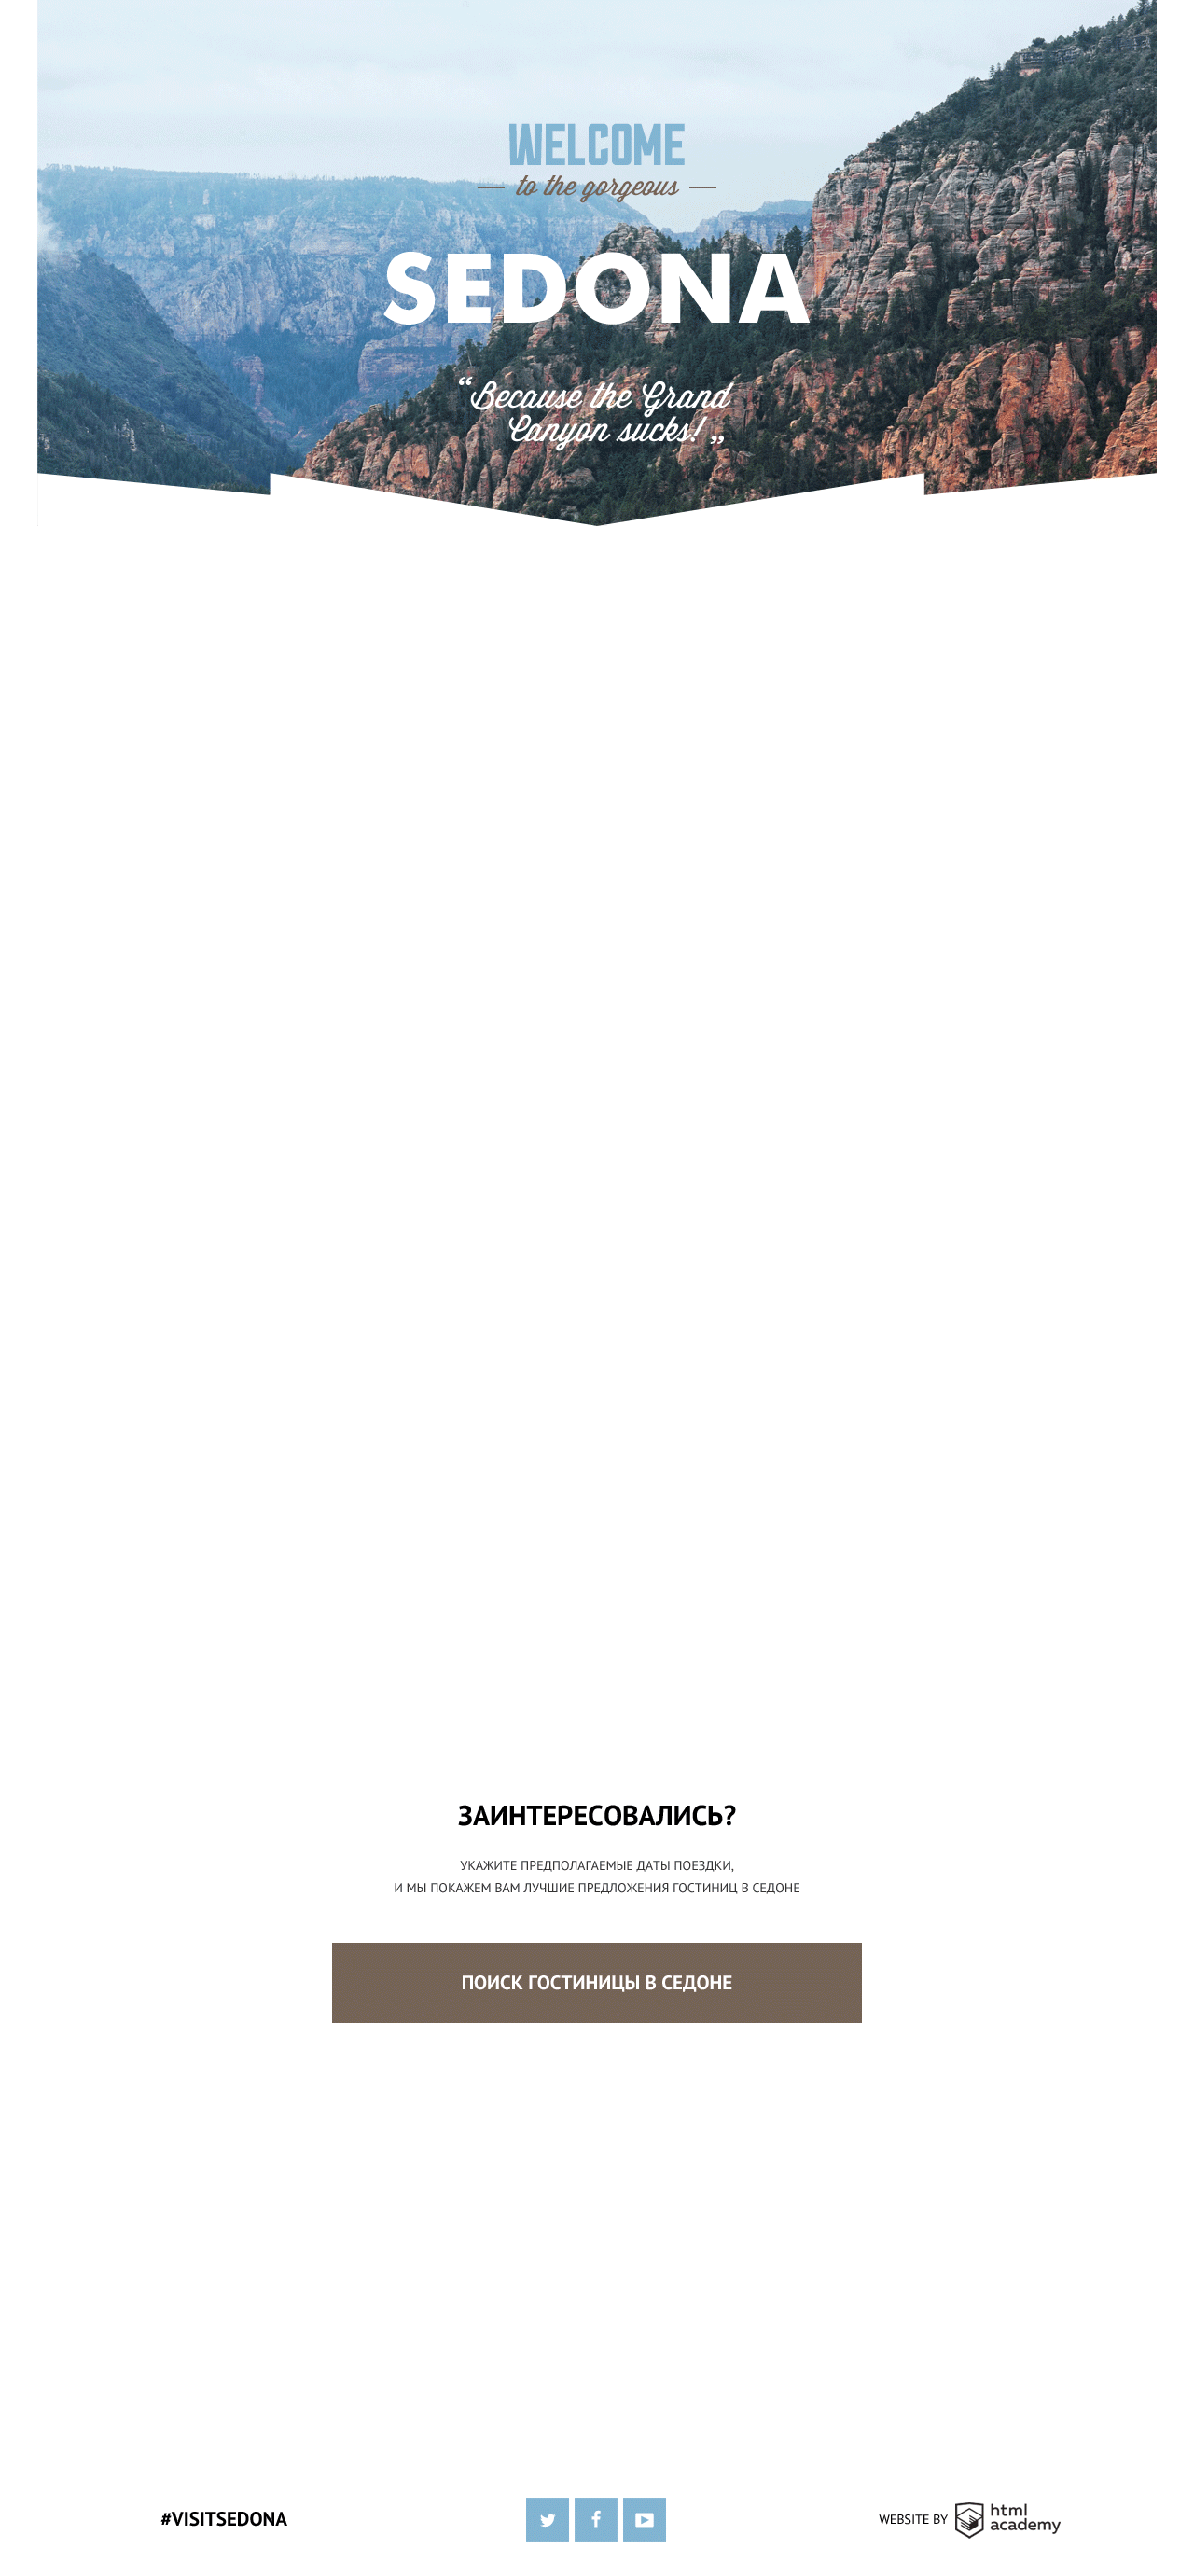 WELCOME
to the gorgeous
SEDONA
“Because the Grand
Canyon sucks!„
ЗАИНТЕРЕСОВАЛИСЬ?
УКАЖИТЕ ПРЕДПОЛАГАЕМЫЕ ДАТЫ ПОЕЗДКИ,
И МЫ ПОКАЖЕМ ВАМ ЛУЧШИЕ ПРЕДЛОЖЕНИЯ ГОСТИНИЦ В СЕДОНЕ
ПОИСК ГОСТИНИЦЫ В СЕДОНЕ
#VISITSEDONA
WEBSITE BY html academy